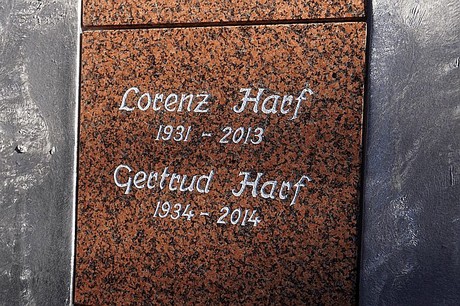 Lorenz Harf
1931 - 2013
Gertrud Harf
1934 - 2014